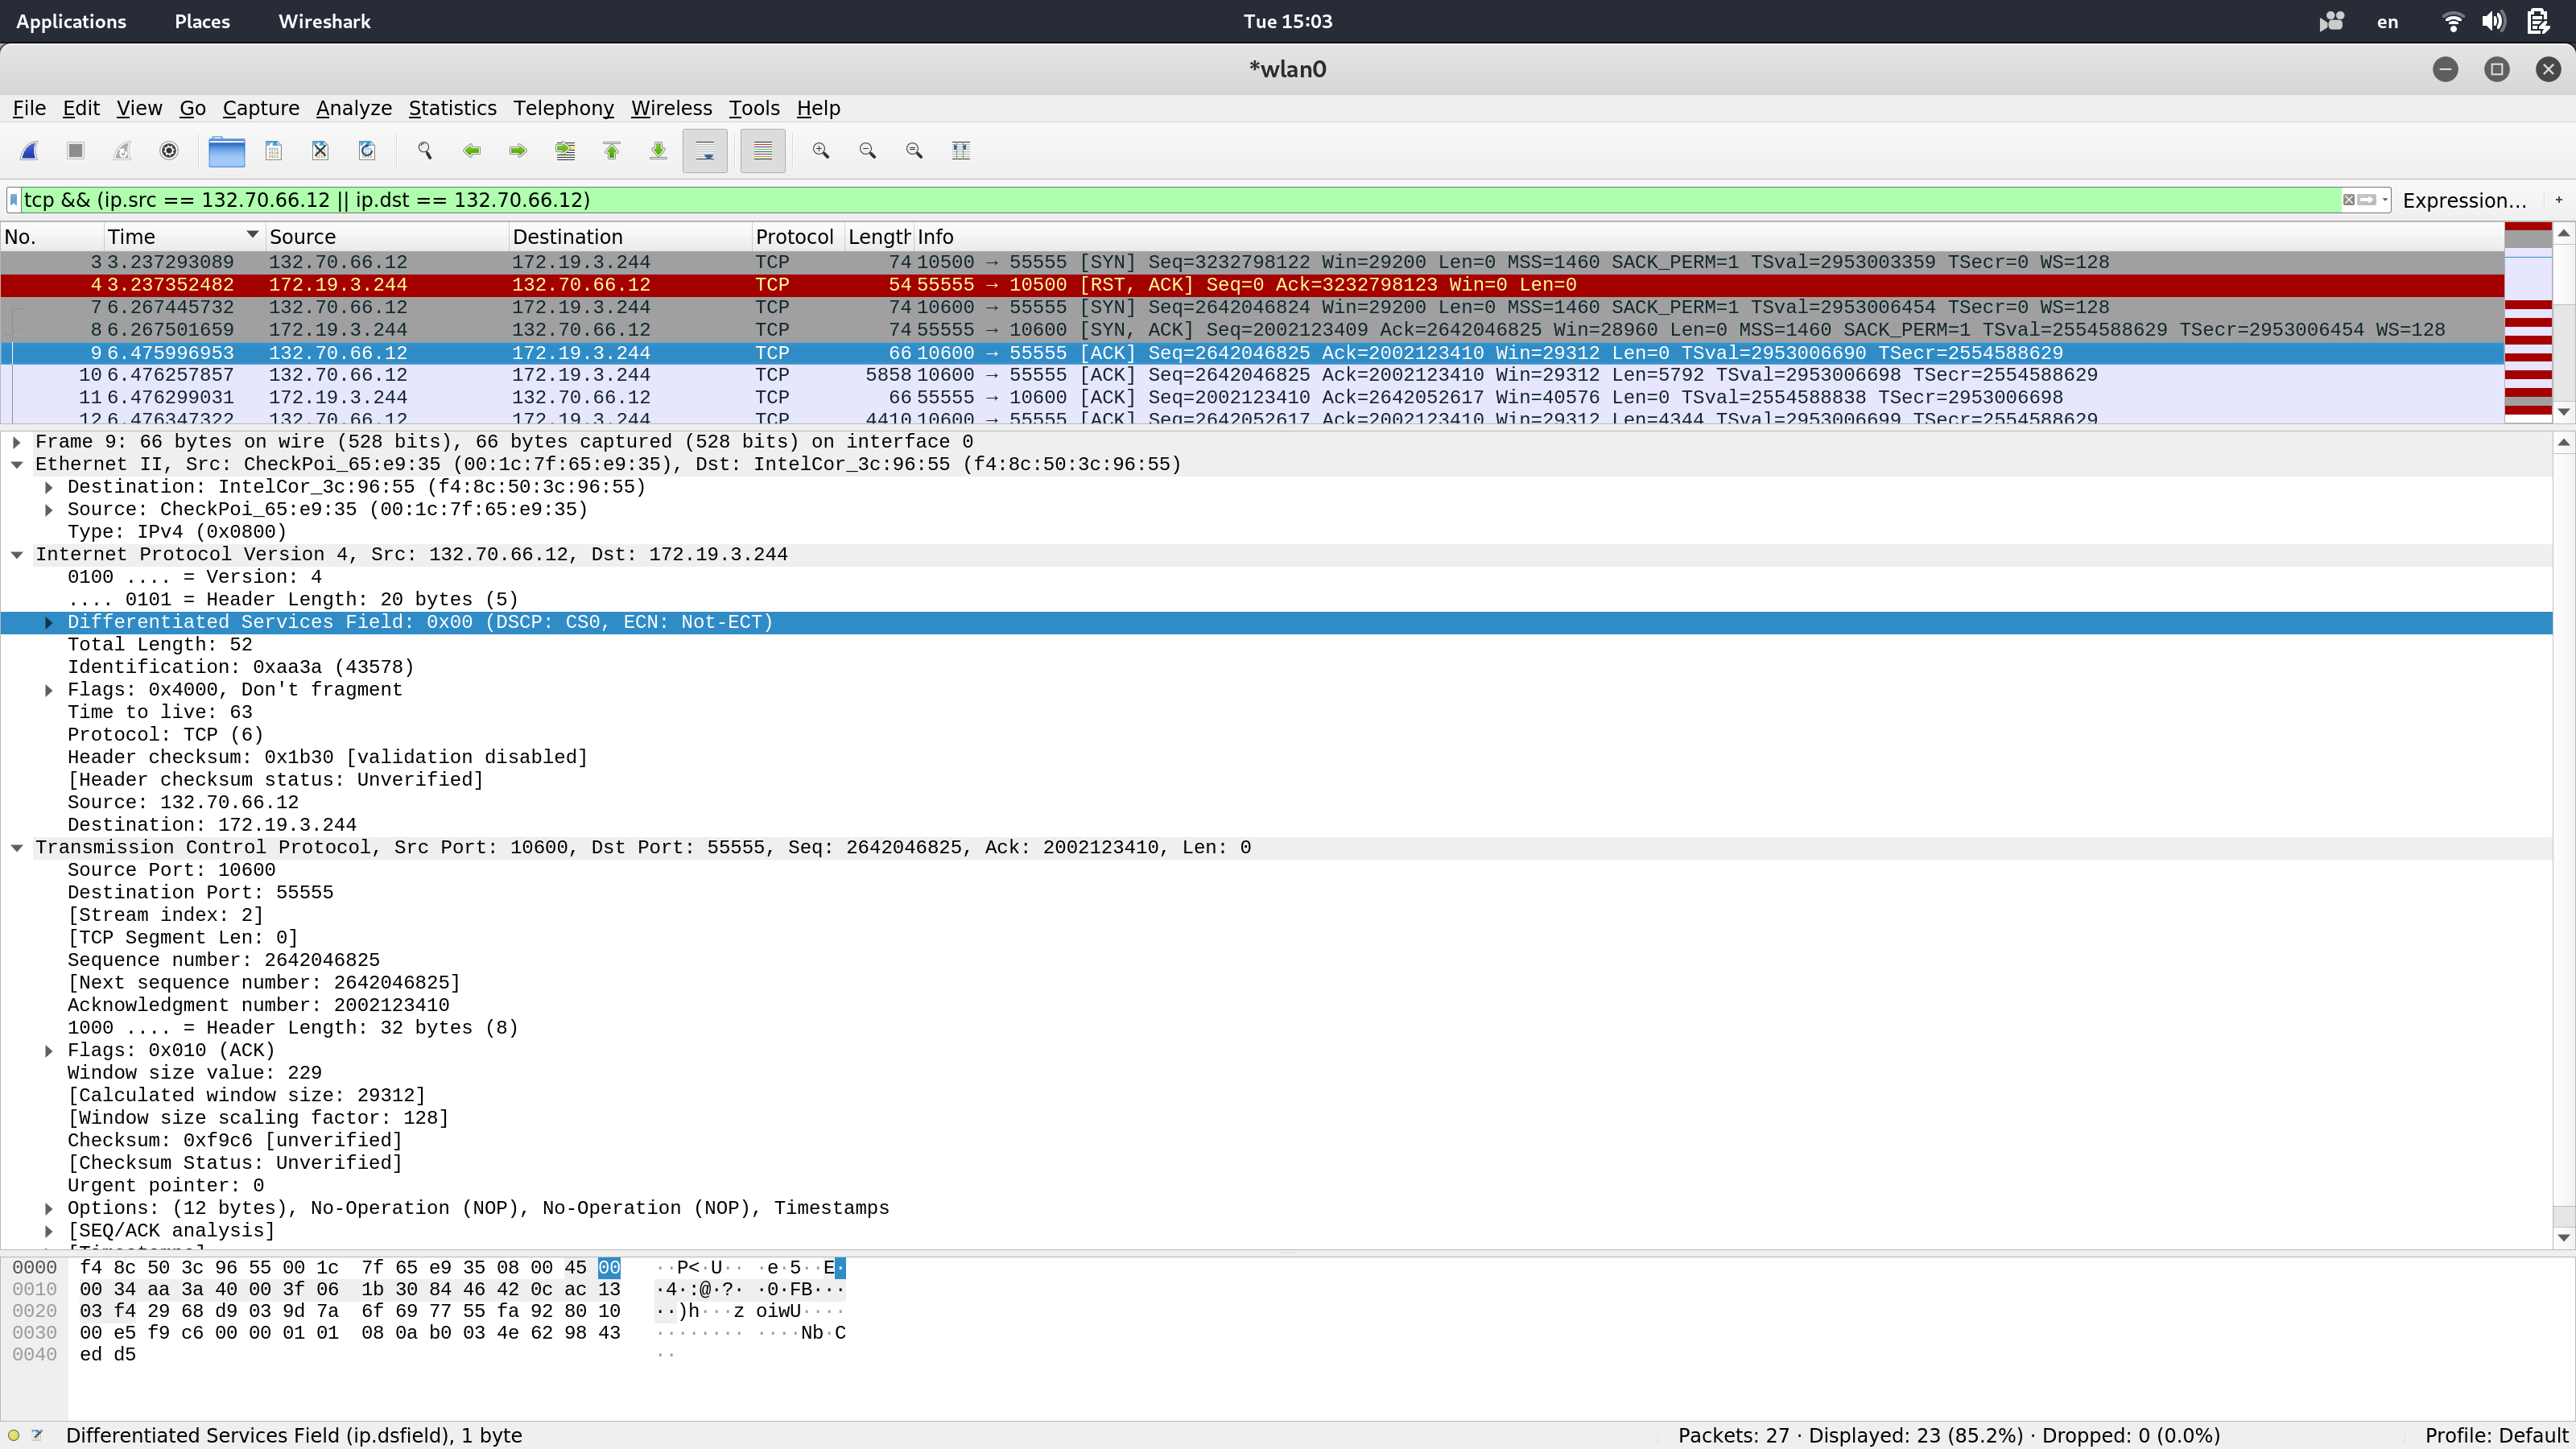 Applications Places Wireshark Tue 15:03 en
*wlan0
File Edit View Go Capture Analyze Statistics Telephony Wireless Tools Help
tcp && (ip.src == 132.70.66.12 || ip.dst == 132.70.66.12) Expression… +
No. Time Source Destination Protocol Length Info
3 3.237293089 132.70.66.12 172.19.3.244 TCP 74 10500 → 55555 [SYN] Seq=3232798122 Win=29200 Len=0 MSS=1460 SACK_PERM=1 TSval=2953003359 TSecr=0 WS=128
4 3.237352482 172.19.3.244 132.70.66.12 TCP 54 55555 → 10500 [RST, ACK] Seq=0 Ack=3232798123 Win=0 Len=0
7 6.267445732 132.70.66.12 172.19.3.244 TCP 74 10600 → 55555 [SYN] Seq=2642046824 Win=29200 Len=0 MSS=1460 SACK_PERM=1 TSval=2953006454 TSecr=0 WS=128
8 6.267501659 172.19.3.244 132.70.66.12 TCP 74 55555 → 10600 [SYN, ACK] Seq=2002123409 Ack=2642046825 Win=28960 Len=0 MSS=1460 SACK_PERM=1 TSval=2554588629 TSecr=2953006454 WS=128
9 6.475996953 132.70.66.12 172.19.3.244 TCP 66 10600 → 55555 [ACK] Seq=2642046825 Ack=2002123410 Win=29312 Len=0 TSval=2953006690 TSecr=2554588629
10 6.476257857 132.70.66.12 172.19.3.244 TCP 5858 10600 → 55555 [ACK] Seq=2642046825 Ack=2002123410 Win=29312 Len=5792 TSval=2953006698 TSecr=2554588629
11 6.476299031 172.19.3.244 132.70.66.12 TCP 66 55555 → 10600 [ACK] Seq=2002123410 Ack=2642052617 Win=40576 Len=0 TSval=2554588838 TSecr=2953006698
12 6.476347322 132.70.66.12 172.19.3.244 TCP 4410 10600 → 55555 [ACK] Seq=2642052617 Ack=2002123410 Win=29312 Len=4344 TSval=2953006699 TSecr=2554588629
Frame 9: 66 bytes on wire (528 bits), 66 bytes captured (528 bits) on interface 0
Ethernet II, Src: CheckPoi_65:e9:35 (00:1c:7f:65:e9:35), Dst: IntelCor_3c:96:55 (f4:8c:50:3c:96:55)
Destination: IntelCor_3c:96:55 (f4:8c:50:3c:96:55)
Source: CheckPoi_65:e9:35 (00:1c:7f:65:e9:35)
Type: IPv4 (0x0800)
Internet Protocol Version 4, Src: 132.70.66.12, Dst: 172.19.3.244
0100 .... = Version: 4
.... 0101 = Header Length: 20 bytes (5)
Differentiated Services Field: 0x00 (DSCP: CS0, ECN: Not-ECT)
Total Length: 52
Identification: 0xaa3a (43578)
Flags: 0x4000, Don't fragment
Time to live: 63
Protocol: TCP (6)
Header checksum: 0x1b30 [validation disabled]
[Header checksum status: Unverified]
Source: 132.70.66.12
Destination: 172.19.3.244
Transmission Control Protocol, Src Port: 10600, Dst Port: 55555, Seq: 2642046825, Ack: 2002123410, Len: 0
Source Port: 10600
Destination Port: 55555
[Stream index: 2]
[TCP Segment Len: 0]
Sequence number: 2642046825
[Next sequence number: 2642046825]
Acknowledgment number: 2002123410
1000 .... = Header Length: 32 bytes (8)
Flags: 0x010 (ACK)
Window size value: 229
[Calculated window size: 29312]
[Window size scaling factor: 128]
Checksum: 0xf9c6 [unverified]
[Checksum Status: Unverified]
Urgent pointer: 0
Options: (12 bytes), No-Operation (NOP), No-Operation (NOP), Timestamps
[SEQ/ACK analysis]
[Timestamps]
0000 f4 8c 50 3c 96 55 00 1c 7f 65 e9 35 08 00 45 00 ··P<·U·· ·e·5··E·
0010 00 34 aa 3a 40 00 3f 06 1b 30 84 46 42 0c ac 13 ·4·:@·?· ·0·FB···
0020 03 f4 29 68 d9 03 9d 7a 6f 69 77 55 fa 92 80 10 ··)h···z oiwU····
0030 00 e5 f9 c6 00 00 01 01 08 0a b0 03 4e 62 98 43 ········ ····Nb·C
0040 ed d5 ··
Differentiated Services Field (ip.dsfield), 1 byte Packets: 27 · Displayed: 23 (85.2%) · Dropped: 0 (0.0%) Profile: Default